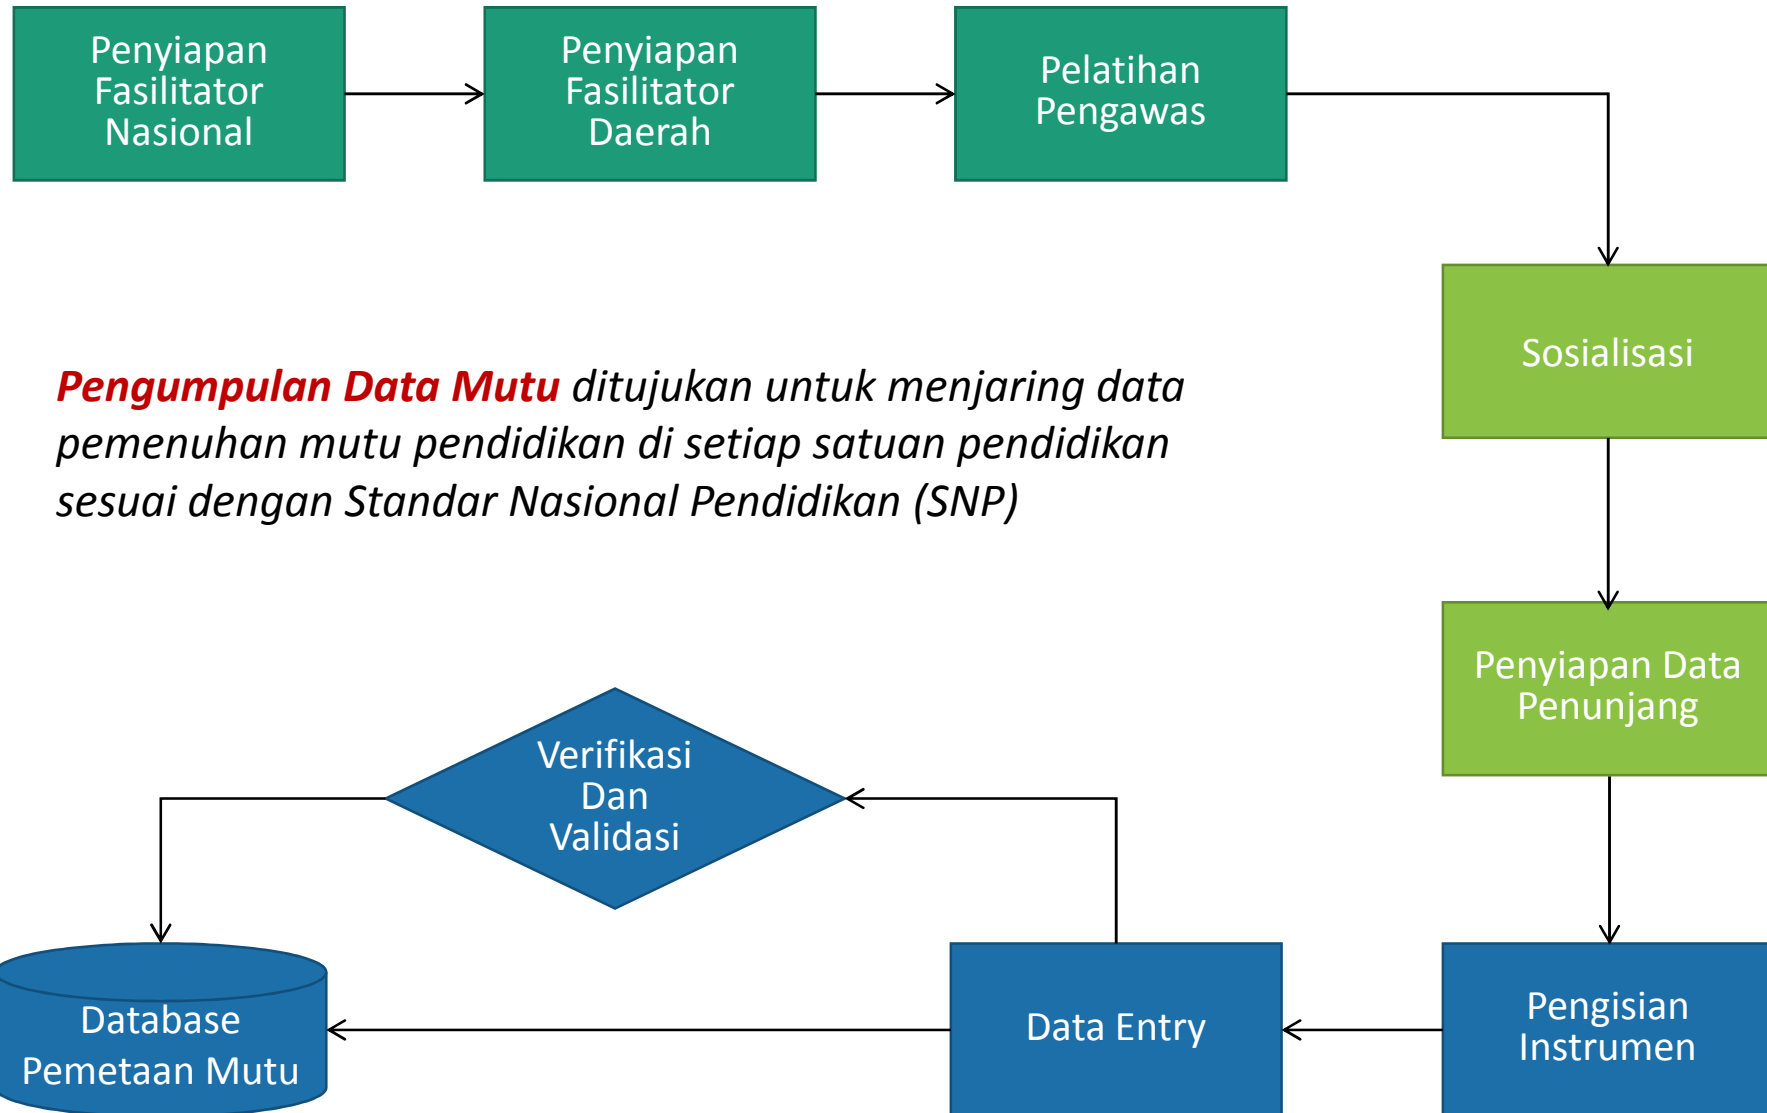 Penyiapan
Fasilitator
Nasional
Penyiapan
Fasilitator
Daerah
Pelatihan
Pengawas
Sosialisasi
Pengumpulan Data Mutu ditujukan untuk menjaring data
pemenuhan mutu pendidikan di setiap satuan pendidikan
sesuai dengan Standar Nasional Pendidikan (SNP)
Penyiapan Data
Penunjang
Verifikasi
Dan
Validasi
Database
Pemetaan Mutu
Data Entry
Pengisian
Instrumen